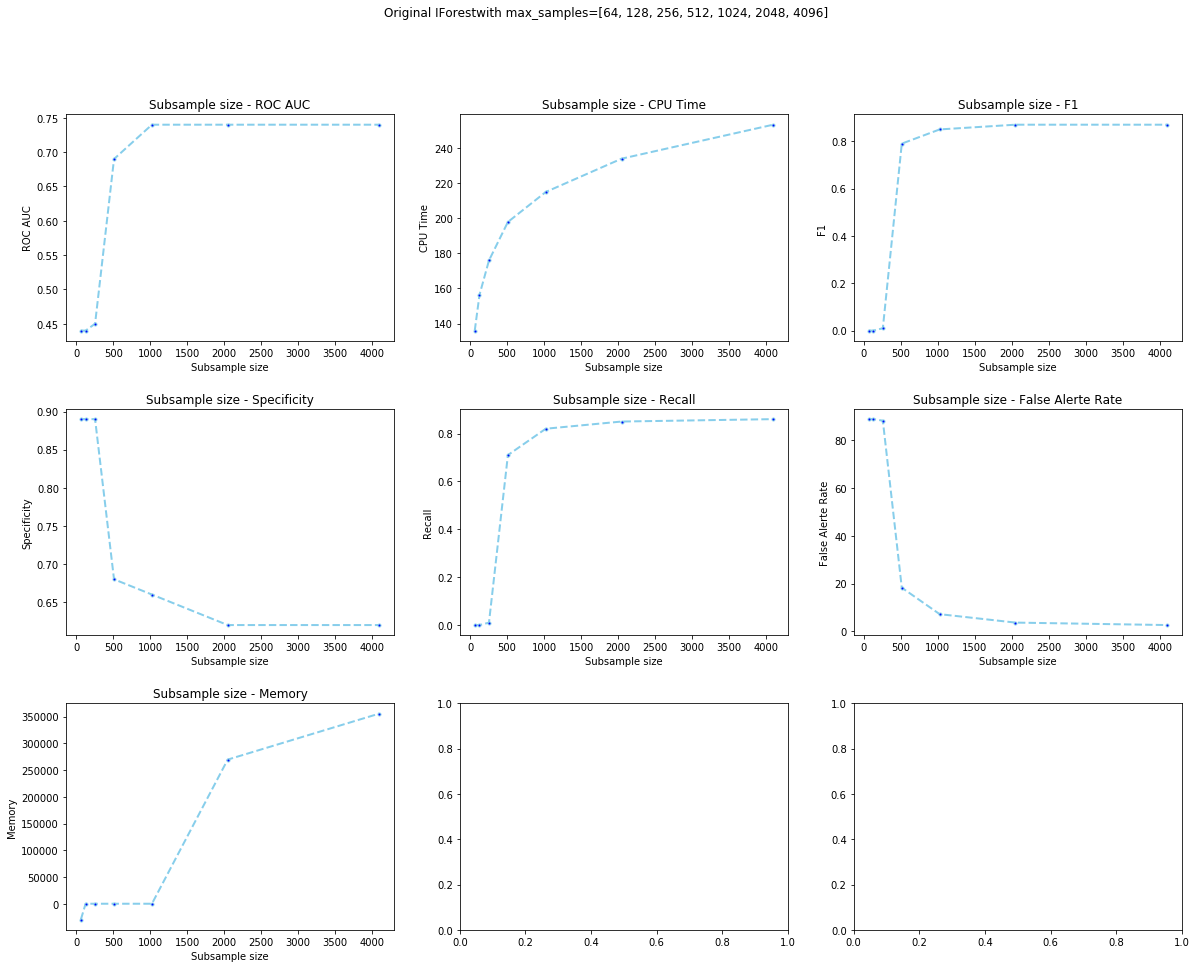 Original IForestwith max_samples=[64, 128, 256, 512, 1024, 2048, 4096]
Subsample size - ROC AUC
ROC AUC
0.75
0.70
0.65
0.60
0.55
0.50
0.45
0 500 1000 1500 2000 2500 3000 3500 4000
Subsample size
Subsample size - CPU Time
CPU Time
240
220
200
180
160
140
0 500 1000 1500 2000 2500 3000 3500 4000
Subsample size
Subsample size - F1
F1
0.8
0.6
0.4
0.2
0.0
0 500 1000 1500 2000 2500 3000 3500 4000
Subsample size
Subsample size - Specificity
Specificity
0.90
0.85
0.80
0.75
0.70
0.65
0 500 1000 1500 2000 2500 3000 3500 4000
Subsample size
Subsample size - Recall
Recall
0.8
0.6
0.4
0.2
0.0
0 500 1000 1500 2000 2500 3000 3500 4000
Subsample size
Subsample size - False Alerte Rate
False Alerte Rate
80
60
40
20
0
0 500 1000 1500 2000 2500 3000 3500 4000
Subsample size
Subsample size - Memory
Memory
350000
300000
250000
200000
150000
100000
50000
0
0 500 1000 1500 2000 2500 3000 3500 4000
Subsample size
1.0
0.8
0.6
0.4
0.2
0.0
0.0 0.2 0.4 0.6 0.8 1.0
1.0
0.8
0.6
0.4
0.2
0.0
0.0 0.2 0.4 0.6 0.8 1.0